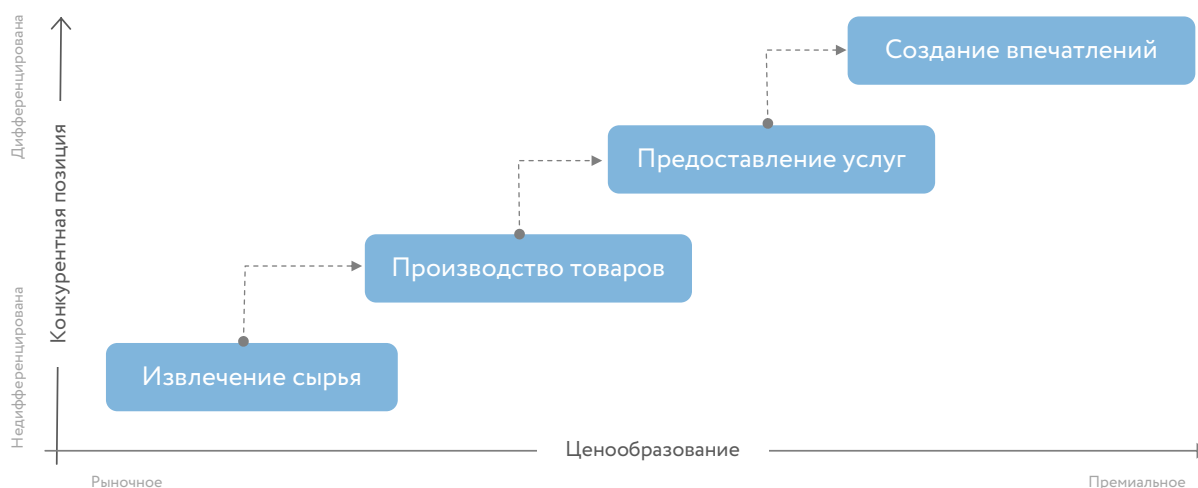 Дифференцирована
Создание впечатлений
Предоставление услуг
Конкурентная позиция
Производство товаров
Недифференцирована
Извлечение сырья
Ценообразование
Рыночное
Премиальное